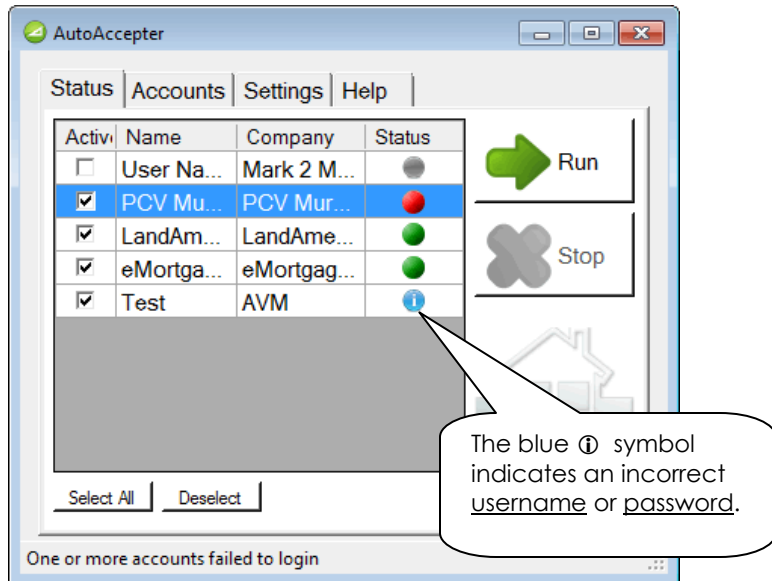 AutoAccepter
Status Accounts Settings Help
Activ Name Company Status
User Na... Mark 2 M...
PCV Mu... PCV Mur...
LandAm... LandAme...
eMortga... eMortgag...
Test AVM
Run
Stop
The blue ⓘ symbol
indicates an incorrect
username or password.
Select All Deselect
One or more accounts failed to login